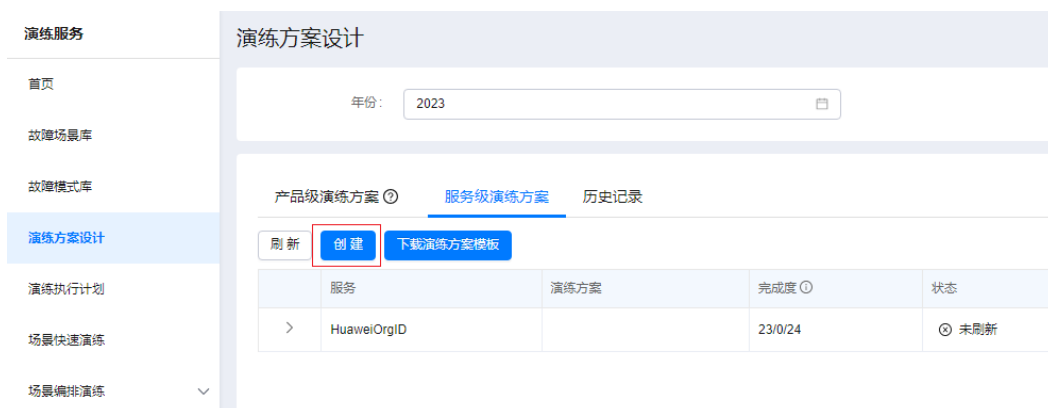 演练服务
首页
故障场景库
故障模式库
演练方案设计
演练执行计划
场景快速演练
场景编排演练
演练方案设计
年份:
2023
产品级演练方案
服务级演练方案
历史记录
刷 新
创 建
下载演练方案模板
服务
演练方案
完成度
状态
HuaweiOrgID
23/0/24
未刷新